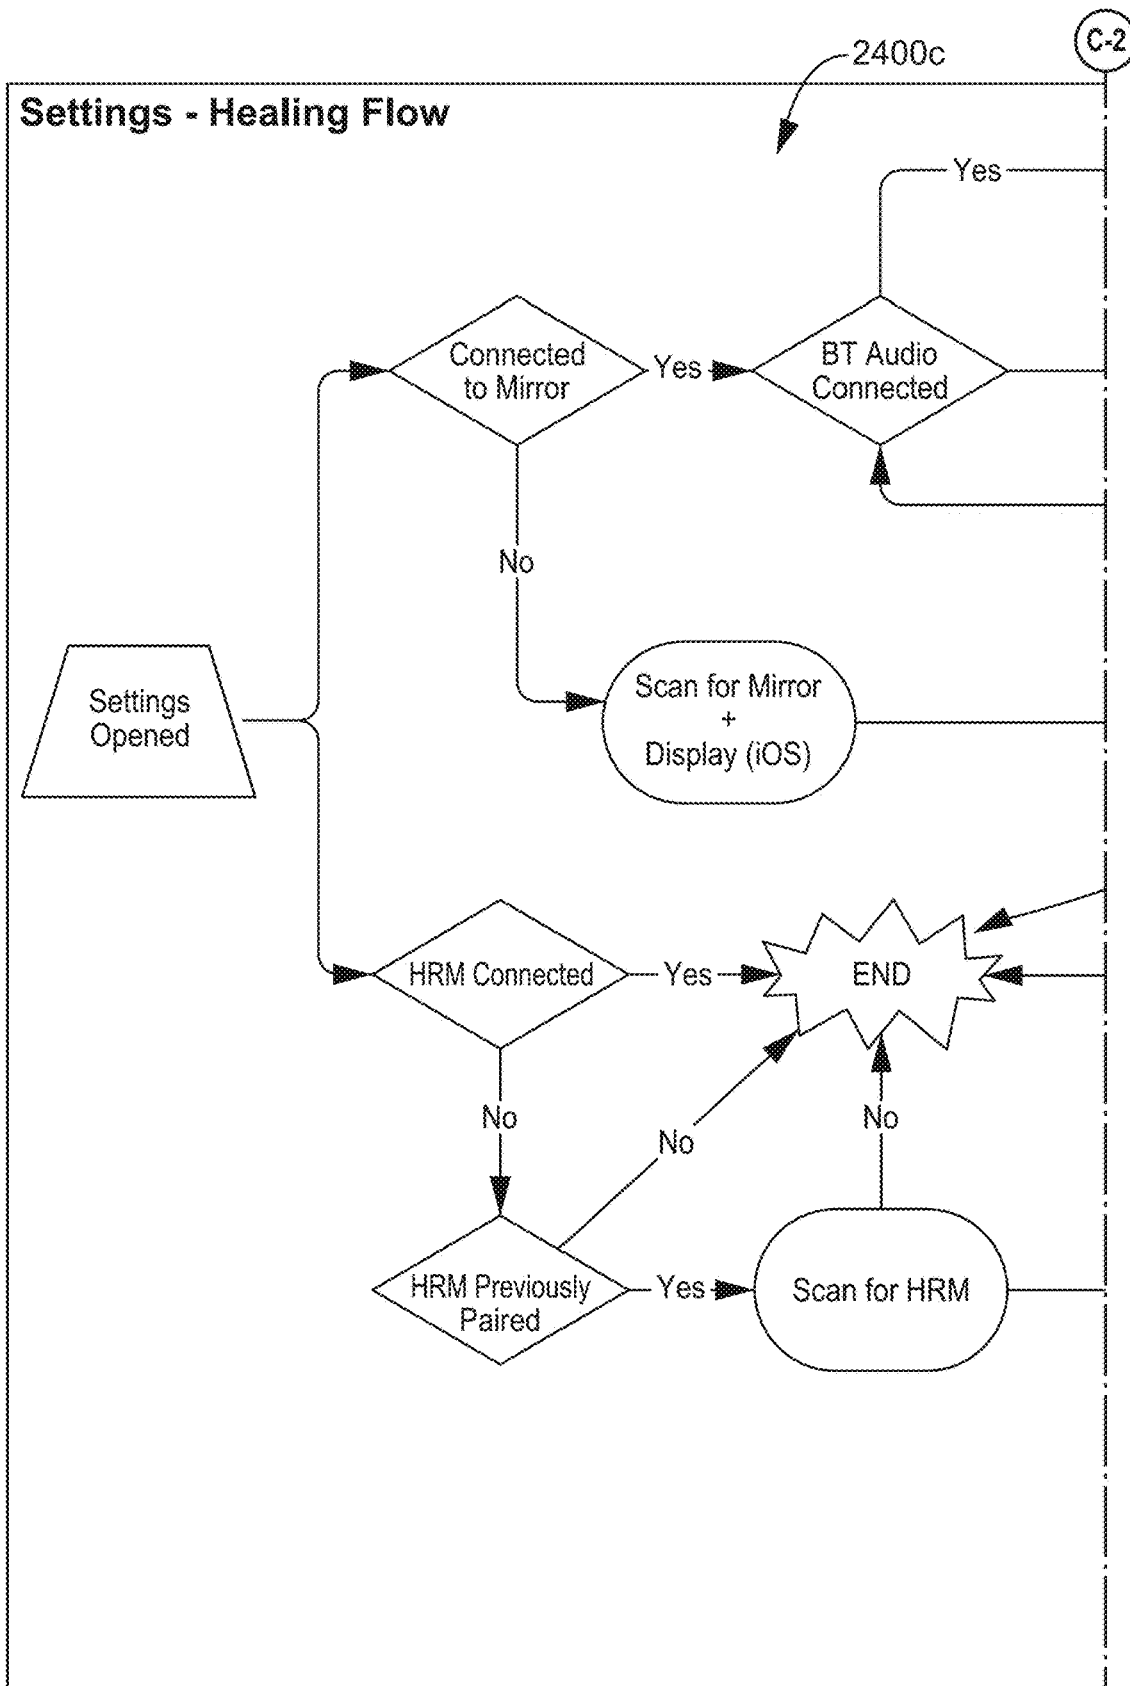 C-2
2400c
Settings - Healing Flow
Yes
Connected
to Mirror
Yes
BT Audio
Connected
No
Settings
Opened
Scan for Mirror
+
Display (iOS)
HRM Connected
Yes
END
No
No
No
HRM Previously
Paired
Yes
Scan for HRM